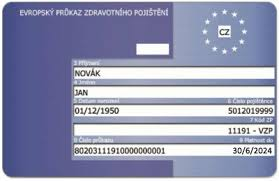 EVROPSKÝ PRŮKAZ ZDRAVOTNÍHO POJIŠTĚNÍ
CZ
3 Příjmení
NOVÁK
4 Jméno
JAN
5 Datum narození 6 Číslo pojištěnce
01/12/1950 5012019999
7 Kód ZP
11191 - VZP
8 Číslo průkazu 9 Platnost do
80203111910000000001 30/6/2024